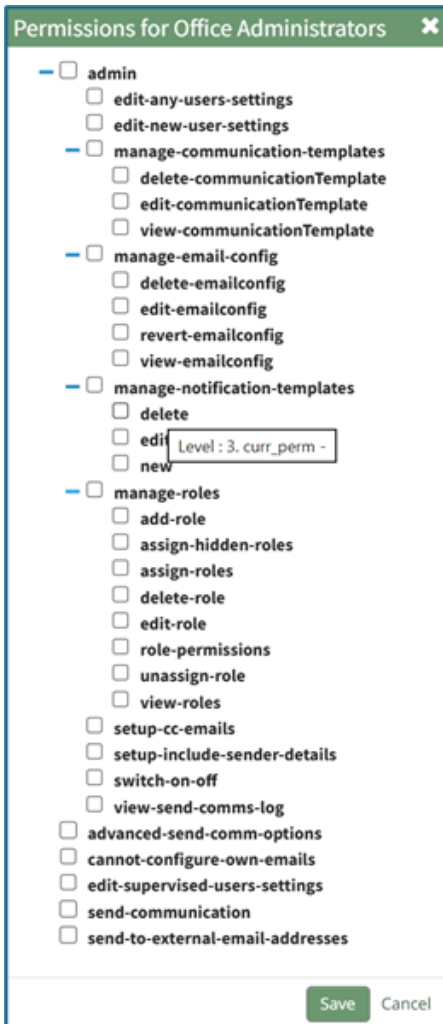 Permissions for Office Administrators
admin
edit-any-users-settings
edit-new-user-settings
manage-communication-templates
delete-communicationTemplate
edit-communicationTemplate
view-communicationTemplate
manage-email-config
delete-emailconfig
edit-emailconfig
revert-emailconfig
view-emailconfig
manage-notification-templates
delete
edit
Level : 3. curr_perm -
new
manage-roles
add-role
assign-hidden-roles
assign-roles
delete-role
edit-role
role-permissions
unassign-role
view-roles
setup-cc-emails
setup-include-sender-details
switch-on-off
view-send-comms-log
advanced-send-comm-options
cannot-configure-own-emails
edit-supervised-users-settings
send-communication
send-to-external-email-addresses
Save Cancel